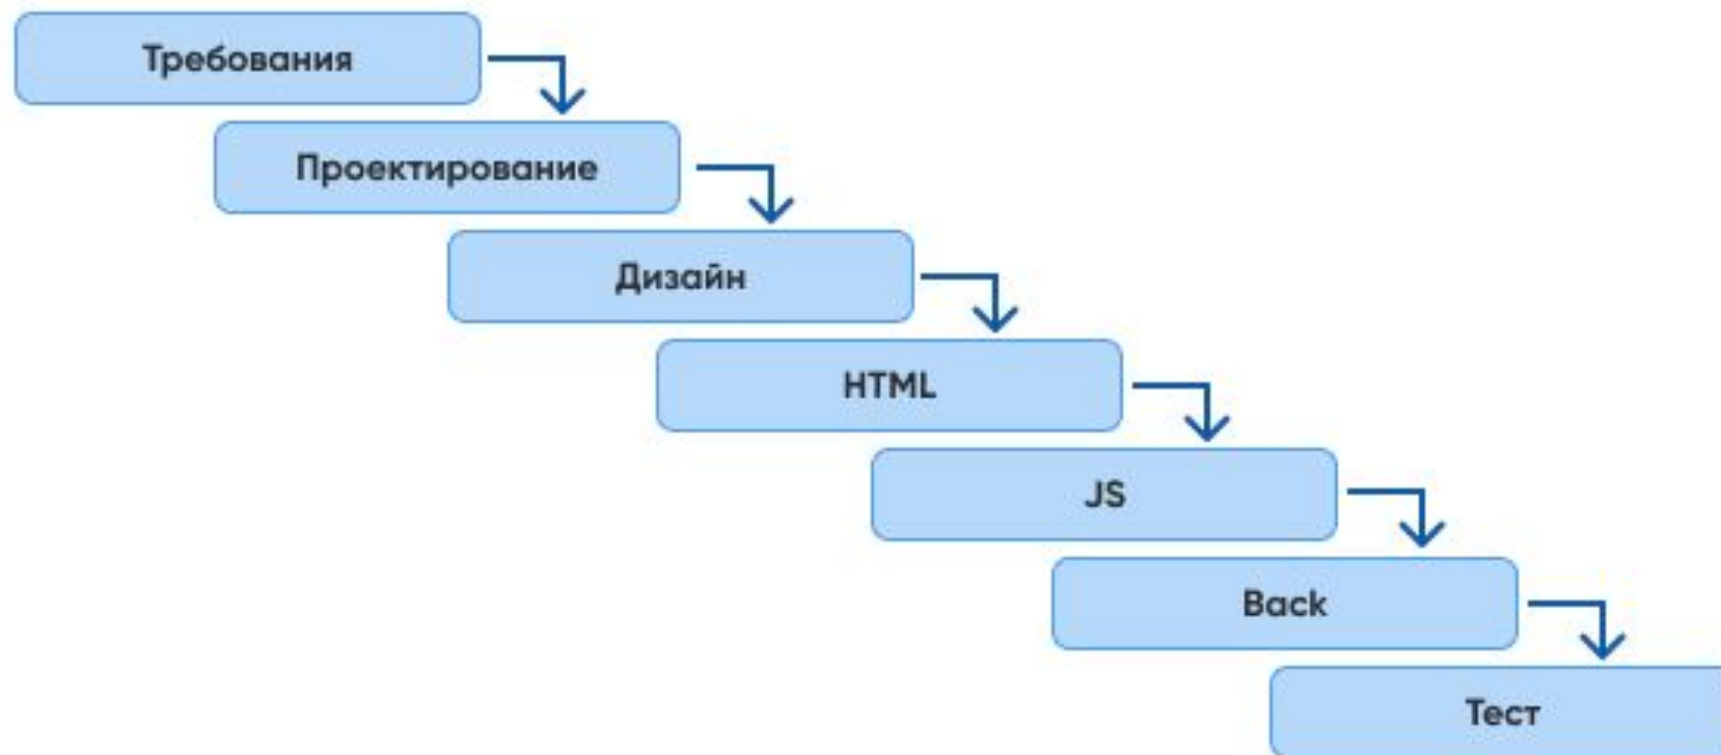 Требования
Проектирование
Дизайн
HTML
JS
Back
Тест